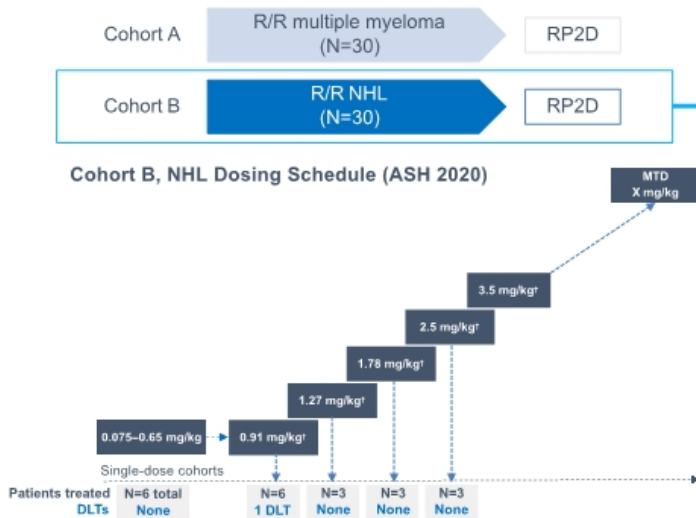 Cohort A
R/R multiple myeloma
(N=30)
RP2D
Cohort B
R/R NHL
(N=30)
RP2D
Cohort B, NHL Dosing Schedule (ASH 2020)
MTD
X mg/kg
3.5 mg/kg†
2.5 mg/kg†
1.78 mg/kg†
1.27 mg/kg†
0.075–0.65 mg/kg
0.91 mg/kg†
Single-dose cohorts
Patients treated N=6 total N=6 N=3 N=3 N=3
DLTs None 1 DLT None None None